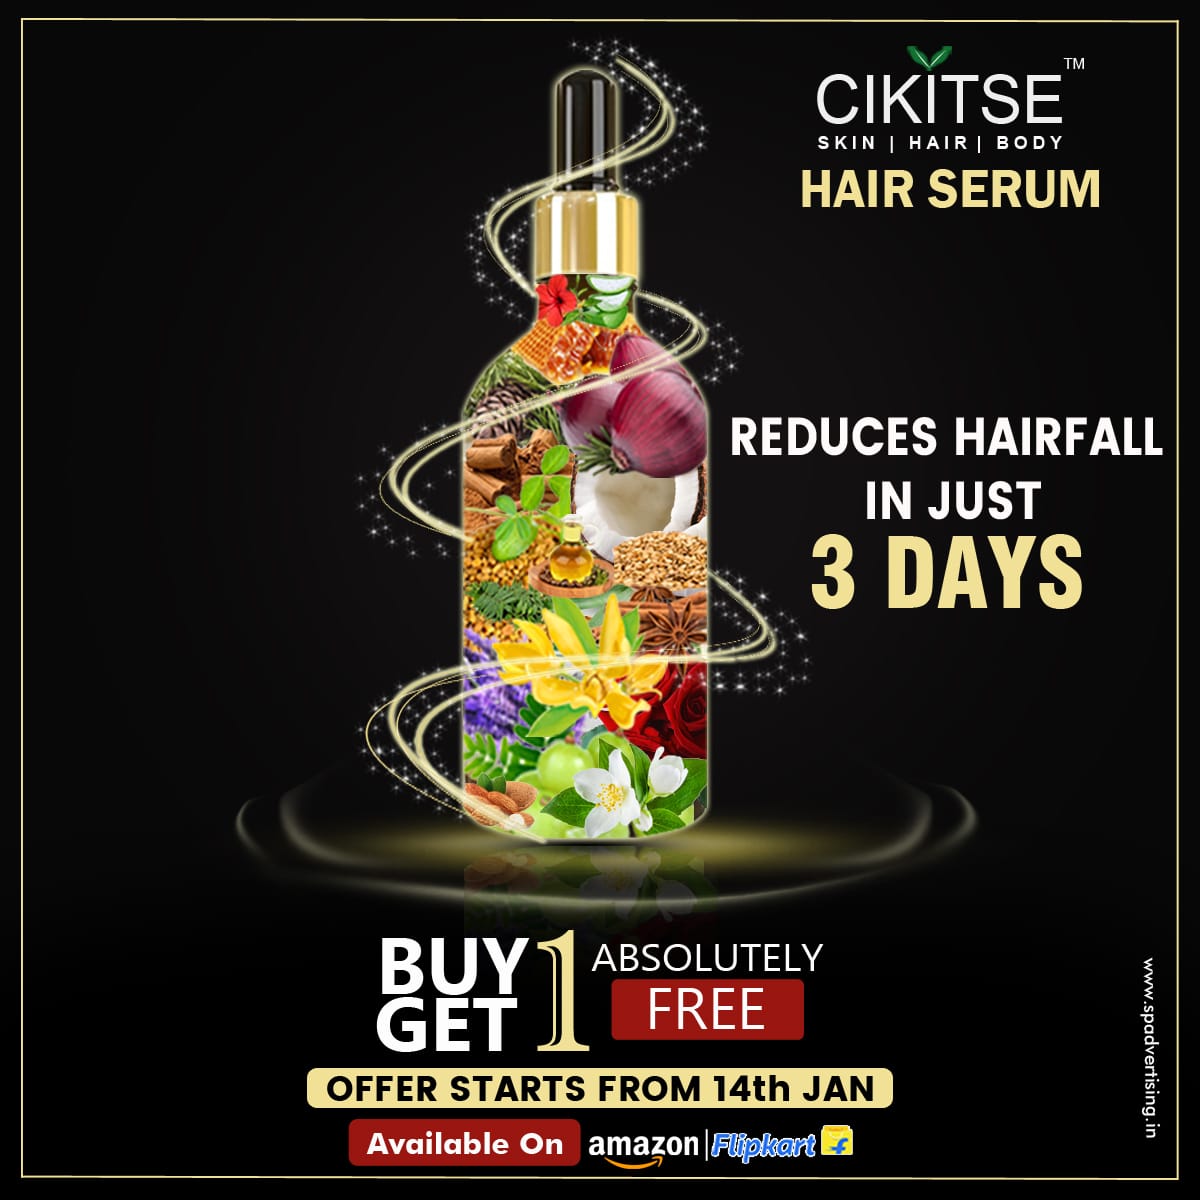 CIKITSE™
SKIN | HAIR | BODY
HAIR SERUM
REDUCES HAIRFALL
IN JUST
3 DAYS
BUY 1 ABSOLUTELY
GET FREE
OFFER STARTS FROM 14th JAN
Available On amazon | Flipkart
www.spadvertising.in